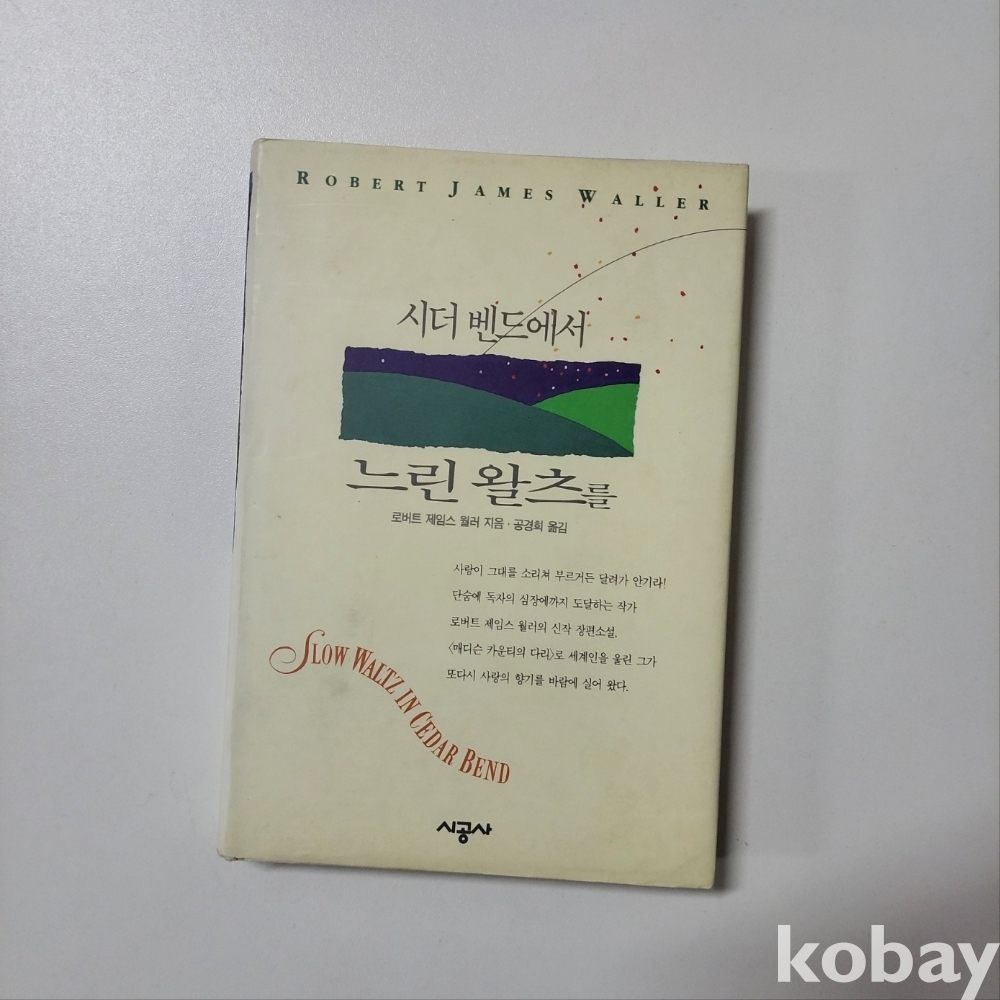 ROBERT JAMES WALLER
시더 벤드에서
느린 왈츠를
로버트 제임스 월러 지음·공경희 옮김
사랑이 그대를 소리쳐 부르거든 달려가 안기라!
단숨에 독자의 심장에까지 도달하는 작가
로버트 제임스 월러의 신작 장편소설.
〈매디슨 카운티의 다리〉로 세계인을 울린 그가
또다시 사랑의 향기를 바람에 실어 왔다.
SLOW WALTZ IN CEDAR BEND
시공사
kobay